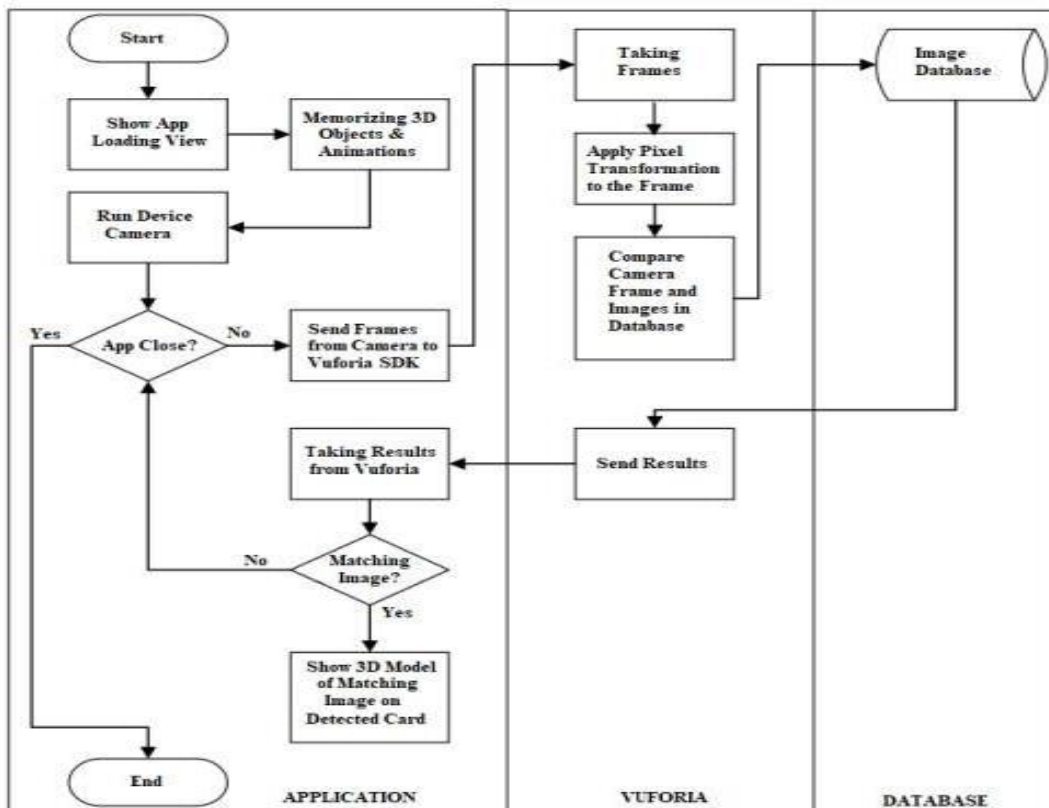 Start
Show App
Loading View
Memorizing 3D
Objects &
Animations
Run Device
Camera
Yes
App Close?
No
Send Frames
from Camera to
Vuforia SDK
Taking
Frames
Apply Pixel
Transformation
to the Frame
Compare
Camera
Frame and
Images in
Database
Image
Database
Send Results
Taking Results
from Vuforia
Matching
Image?
No
Yes
Show 3D Model
of Matching
Image on
Detected Card
End
APPLICATION
VUFORIA
DATABASE